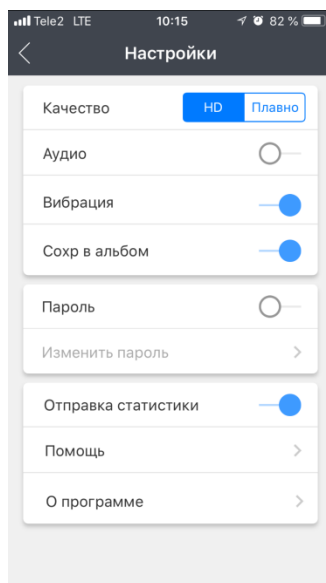 Tele2 LTE 10:15 82 %
Настройки
Качество HD Плавно
Аудио
Вибрация
Сохр в альбом
Пароль
Изменить пароль
Отправка статистики
Помощь
О программе